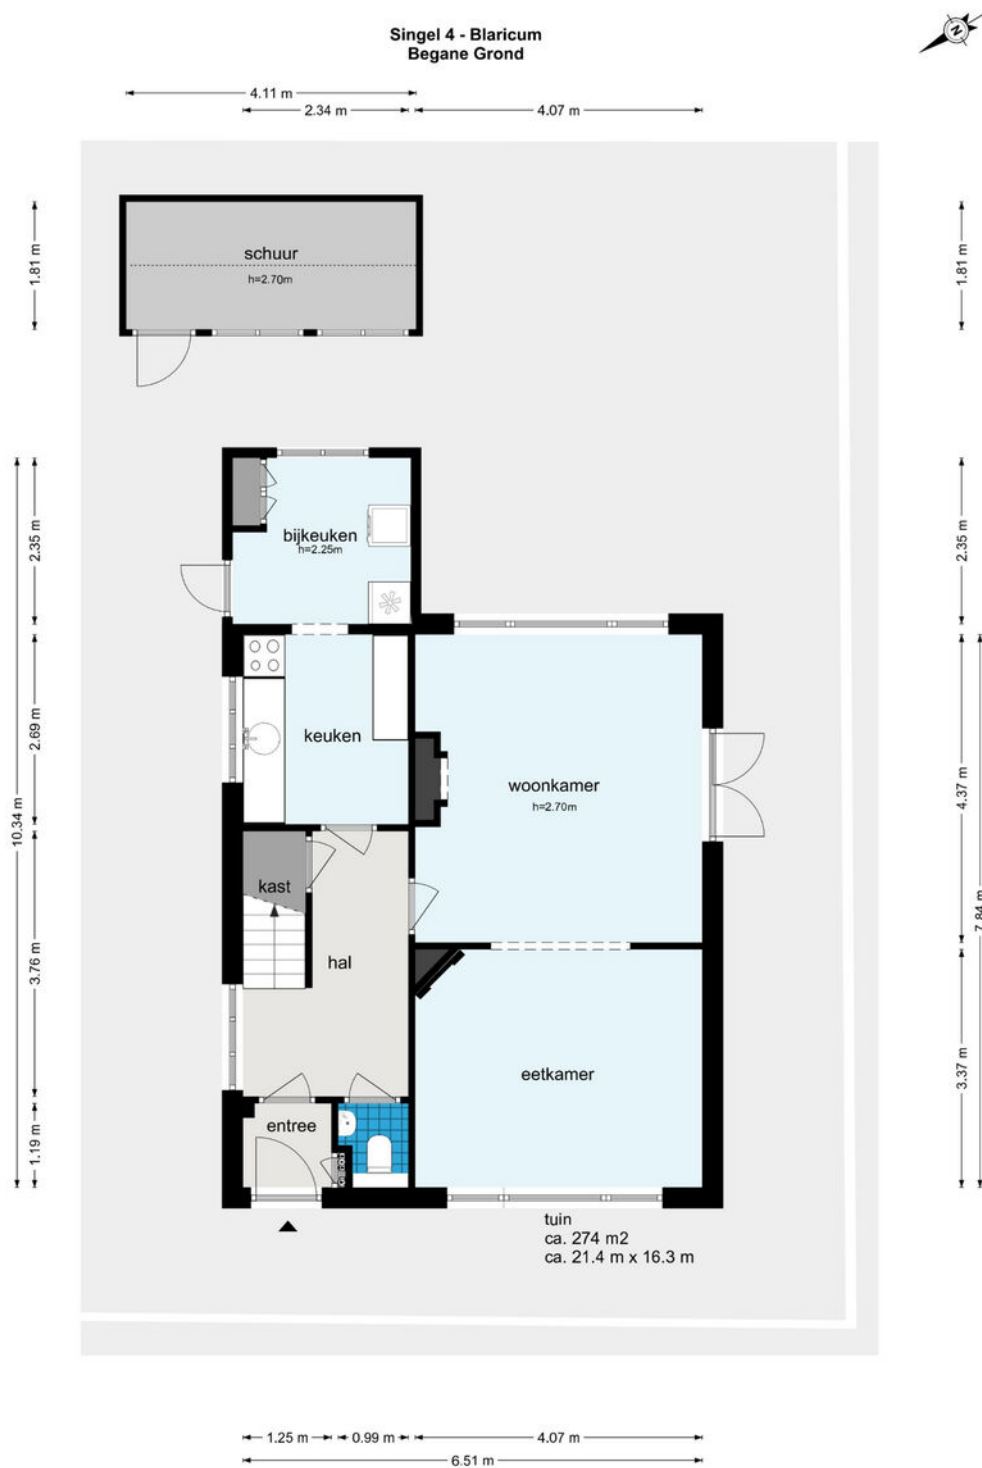 Singel 4 - Blaricum
Begane Grond
N
4.11 m
2.34 m
4.07 m
1.81 m
1.81 m
schuur
h=2.70m
10.34 m
2.35 m
2.35 m
bijkeuken
h=2.25m
2.69 m
keuken
woonkamer
h=2.70m
4.37 m
7.84 m
kast
3.76 m
hal
eetkamer
3.37 m
1.19 m
entree
tuin
ca. 274 m2
ca. 21.4 m x 16.3 m
1.25 m
0.99 m
4.07 m
6.51 m